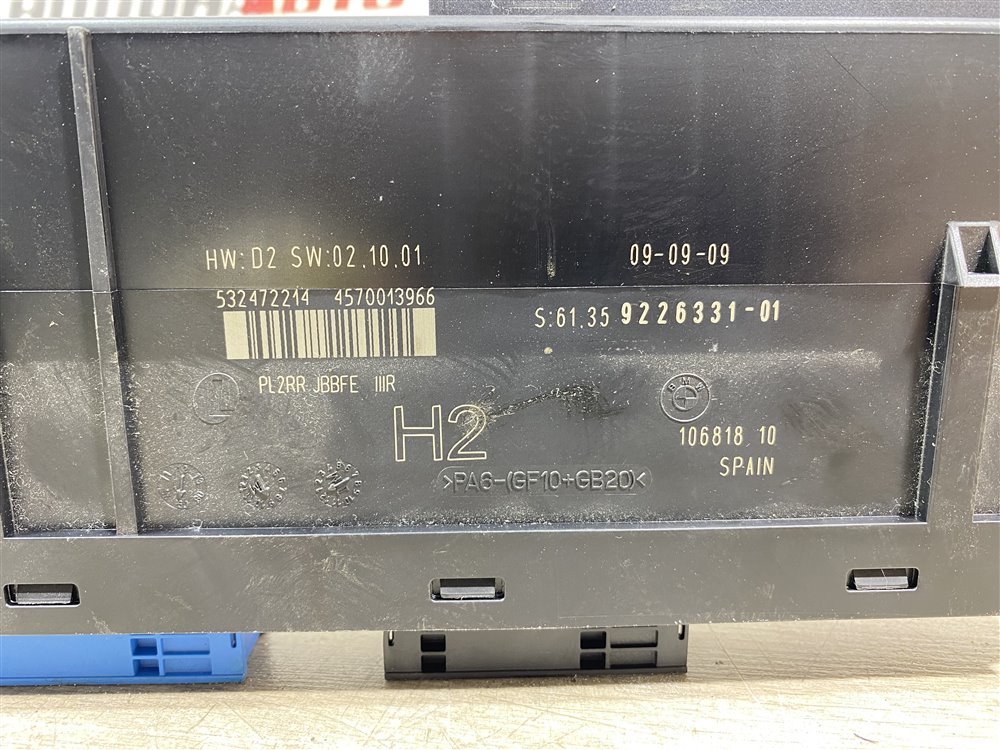 HW: D2 SW:02.10.01
09-09-09
532472214 4570013966
S:61.35 9226331-01
PL2RR JBBFE IIIR
H2
BMW
106818.10
SPAIN
>PA6-(GF10+GB20)<